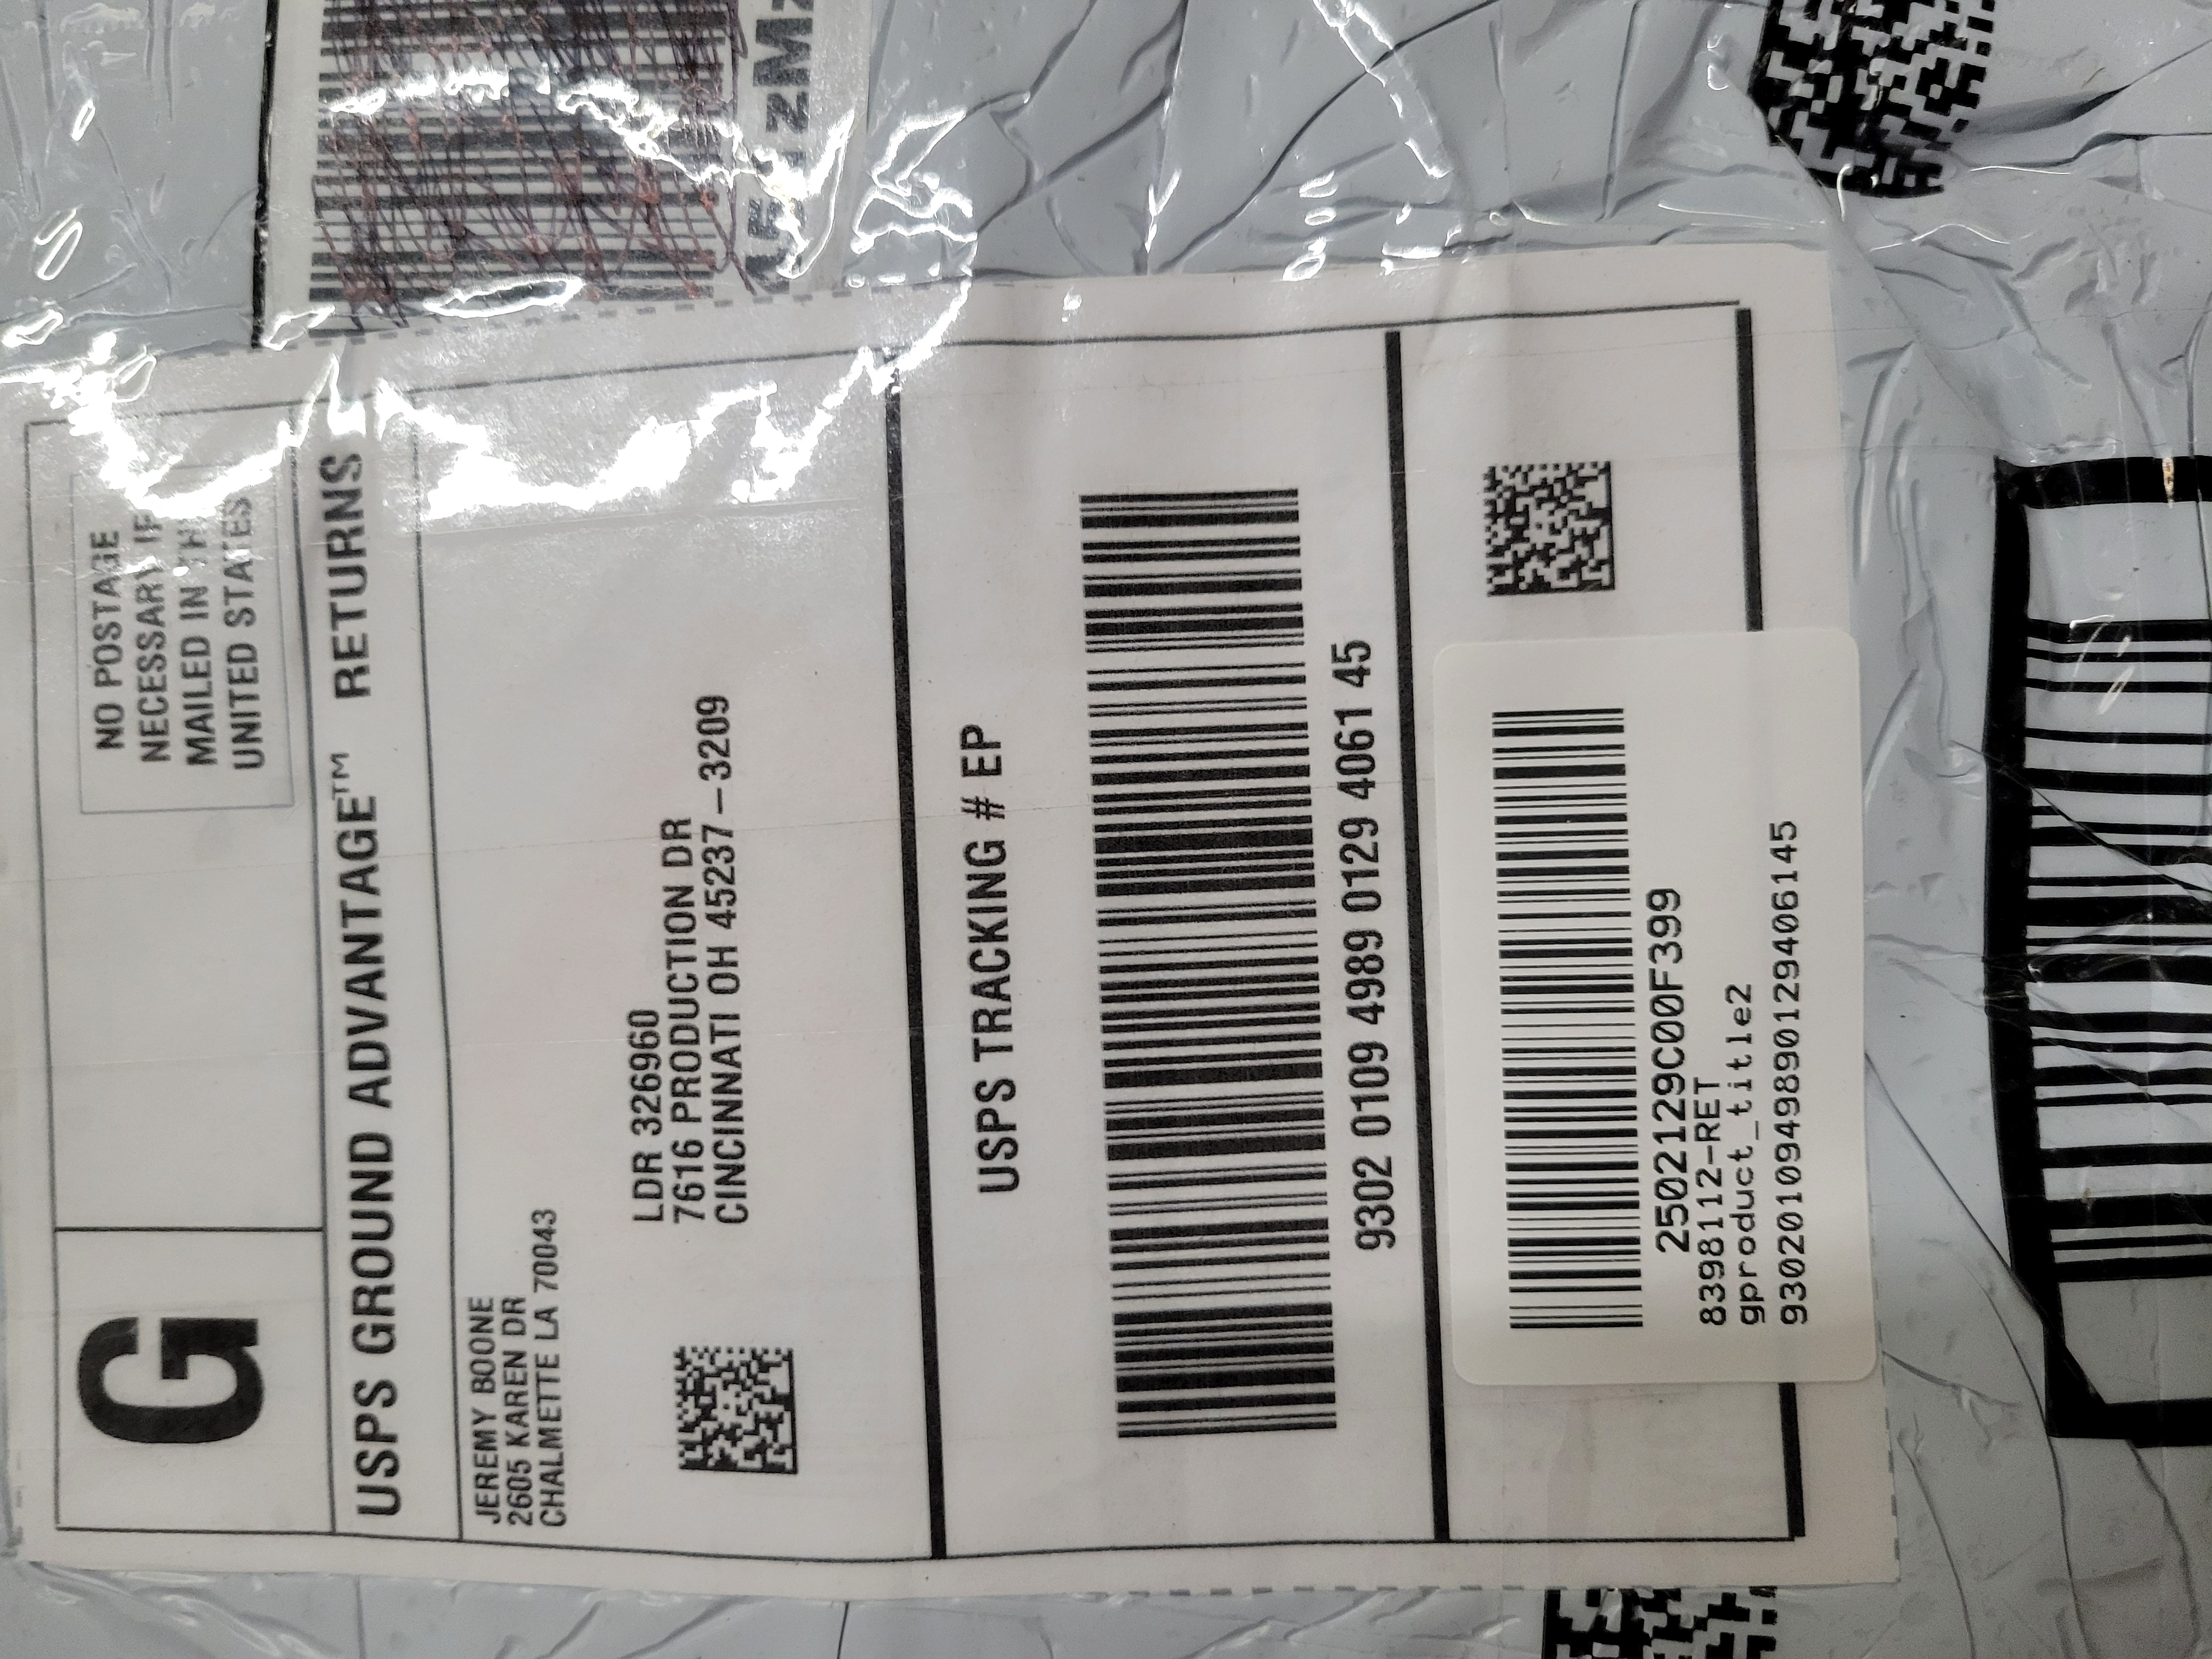 G
NO POSTAGE
NECESSARY IF
MAILED IN THE
UNITED STATES
USPS GROUND ADVANTAGE™ RETURNS
JEREMY BOONE
2605 KAREN DR
CHALMETTE LA 70043
LDR 326960
7616 PRODUCTION DR
CINCINNATI OH 45237-3209
USPS TRACKING # EP
9302 0109 4989 0129 4061 45
2502129C00F399
8398112-RET
gproduct_title2
9302010949890129406145